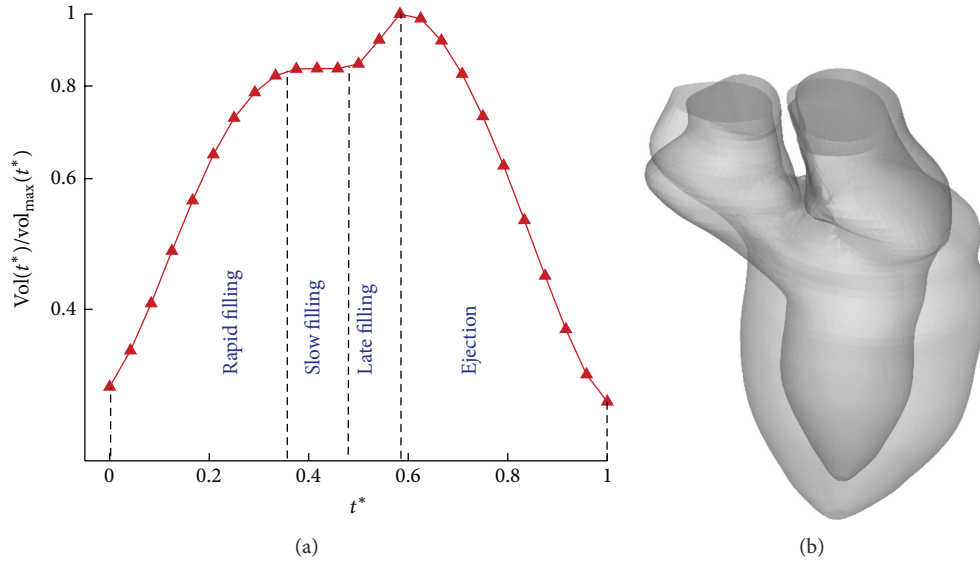 1
0.8
0.6
0.4
Vol(t*)/vol_max(t*)
Rapid filling
Slow filling
Late filling
Ejection
0
0.2
0.4
0.6
0.8
1
t*
(a)
(b)